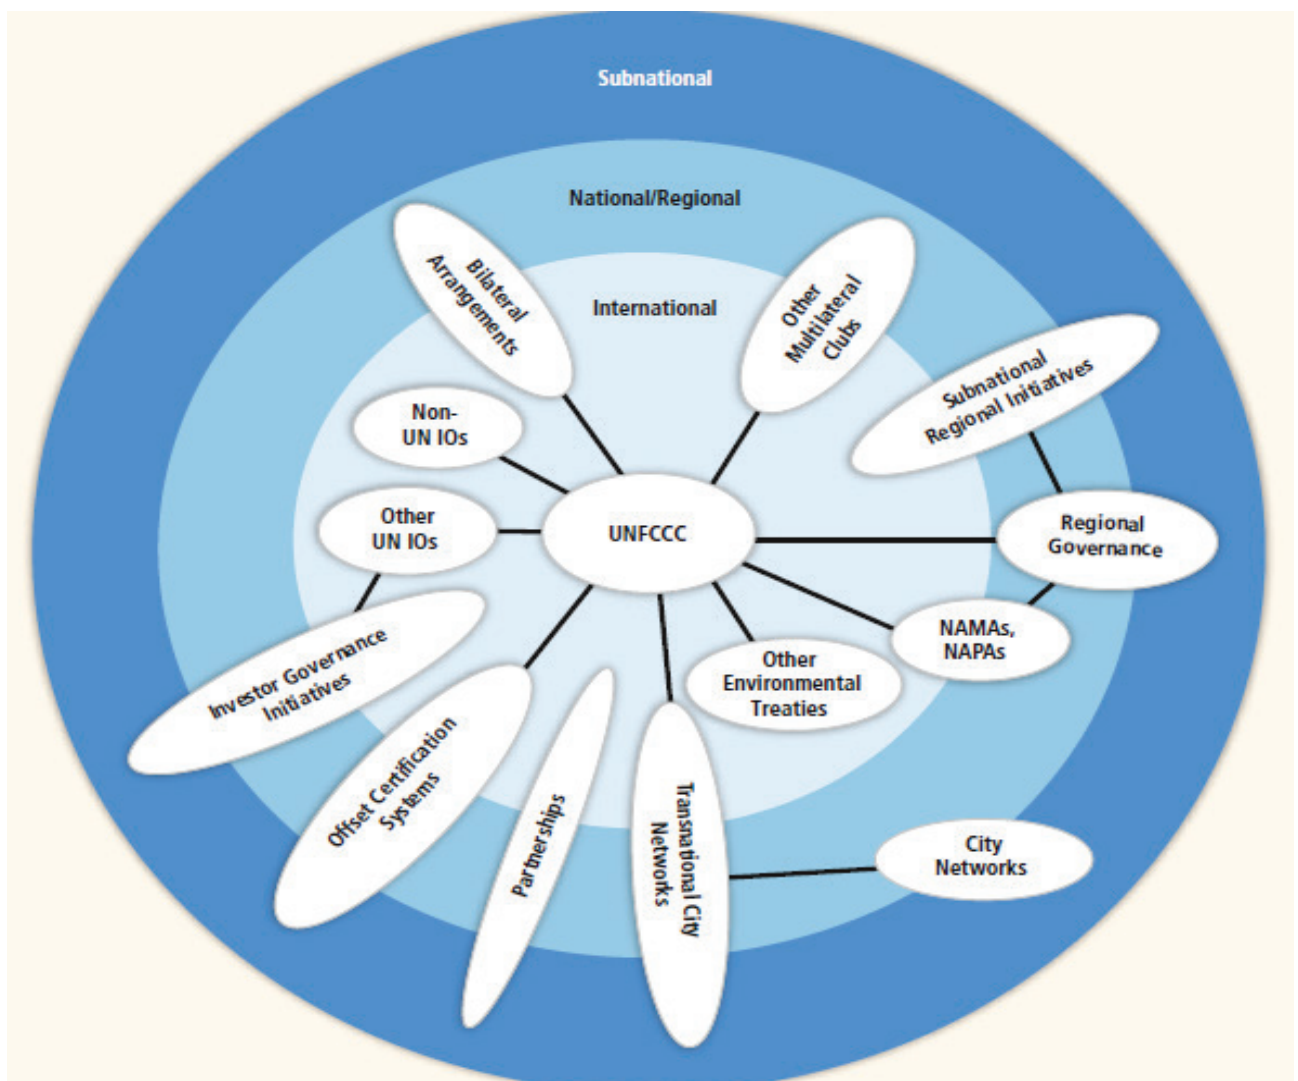 Subnational
National/Regional
International
Bilateral
Arrangements
Other
Multilateral
Clubs
Subnational
Regional Initiatives
Non-
UN IOs
Other
UN IOs
UNFCCC
Regional
Governance
NAMAs,
NAPAs
Other
Environmental
Treaties
Investor Governance
Initiatives
Offset Certification
Systems
Partnerships
Transnational City
Networks
City
Networks